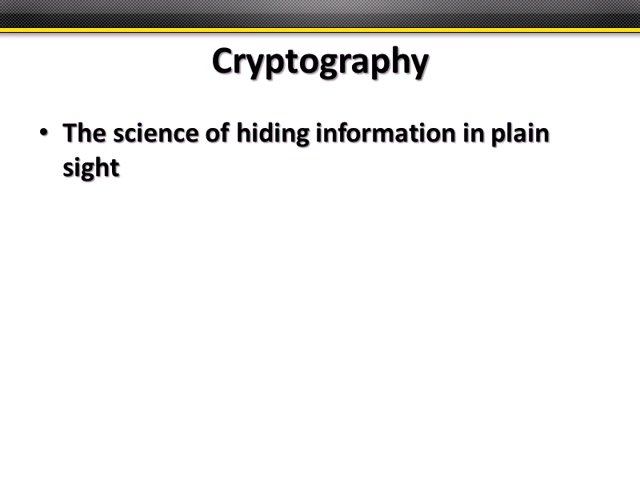 Cryptography
• The science of hiding information in plain
sight